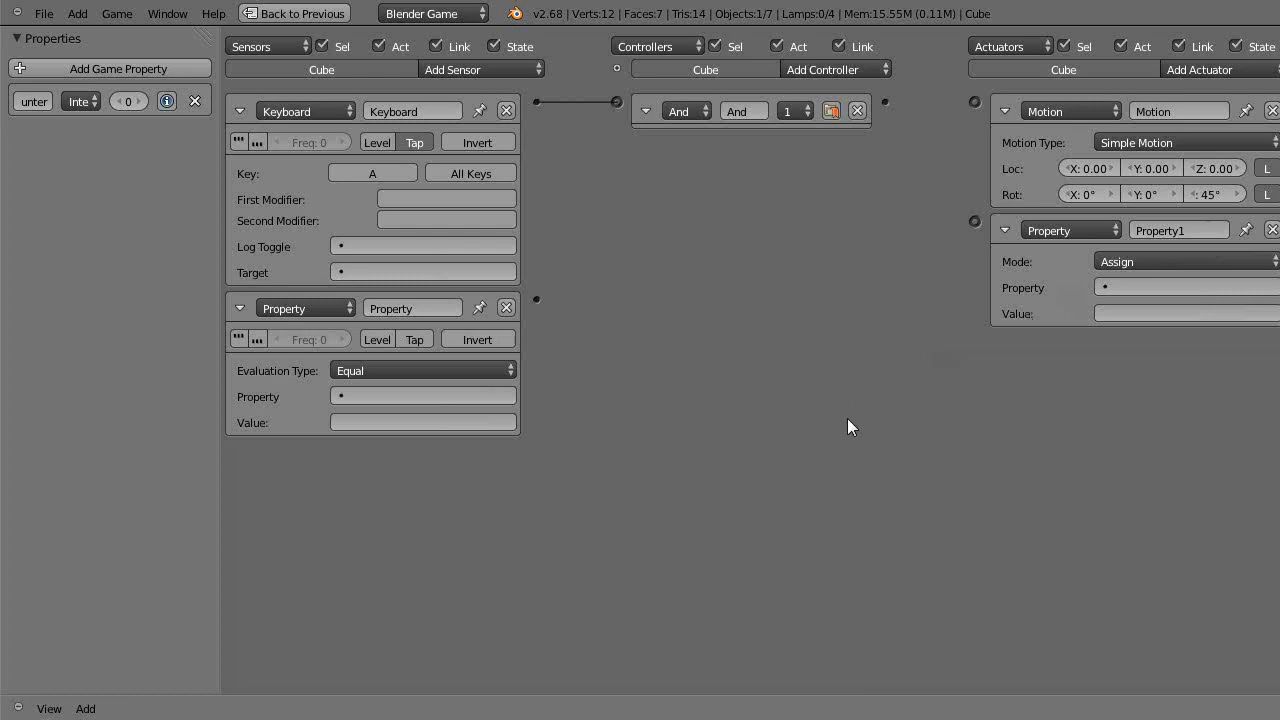 File Add Game Window Help Back to Previous Blender Game v2.68 | Verts:12 | Faces:7 | Tris:14 | Objects:1/7 | Lamps:0/4 | Mem:15.55M (0.11M) | Cube
Properties
Add Game Property
unter Inte 0
Sensors Sel Act Link State
Cube Add Sensor
Keyboard Keyboard
Freq: 0 Level Tap Invert
Key: A All Keys
First Modifier:
Second Modifier:
Log Toggle
Target
Property Property
Freq: 0 Level Tap Invert
Evaluation Type: Equal
Property
Value:
Controllers Sel Act Link
Cube Add Controller
And And 1
Actuators Sel Act Link State
Cube Add Actuator
Motion Motion
Motion Type: Simple Motion
Loc: X: 0.00 Y: 0.00 Z: 0.00 L
Rot: X: 0° Y: 0° : 45° L
Property Property1
Mode: Assign
Property
Value:
View Add